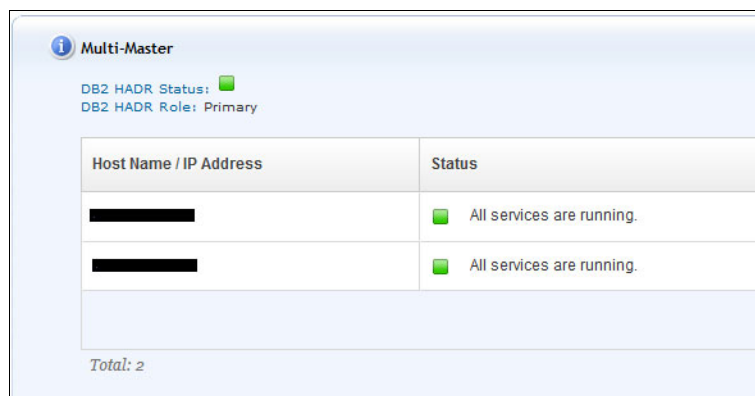 Multi-Master
DB2 HADR Status:
DB2 HADR Role: Primary
Host Name / IP Address Status
All services are running.
All services are running.
Total: 2